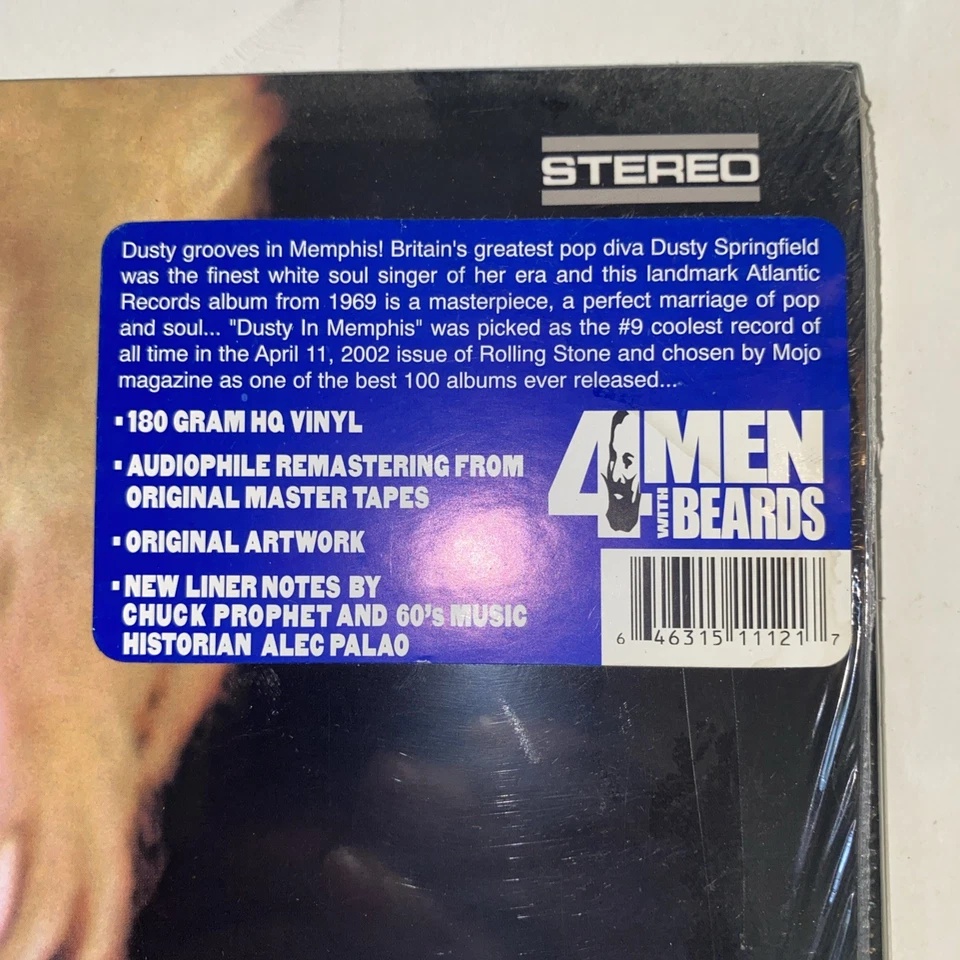 STEREO
Dusty grooves in Memphis! Britain's greatest pop diva Dusty Springfield
was the finest white soul singer of her era and this landmark Atlantic
Records album from 1969 is a masterpiece, a perfect marriage of pop
and soul... "Dusty In Memphis" was picked as the #9 coolest record of
all time in the April 11, 2002 issue of Rolling Stone and chosen by Mojo
magazine as one of the best 100 albums ever released...
▪180 GRAM HQ VINYL
▪AUDIOPHILE REMASTERING FROM
ORIGINAL MASTER TAPES
▪ORIGINAL ARTWORK
▪NEW LINER NOTES BY
CHUCK PROPHET AND 60's MUSIC
HISTORIAN ALEC PALAO
4 MEN
WITH BEARDS
6 46315 11121 7